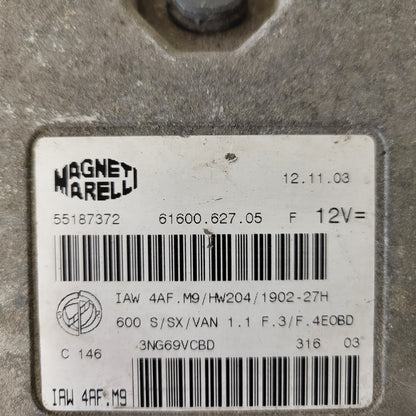 MAGNETI
MARELLI
12.11.03
55187372 61600.627.05 F 12V=
IAW 4AF.M9/HW204/1902-27H
600 S/SX/VAN 1.1 F.3/F.4EOBD
C 146 3NG69VCBD 316 03
IAW 4AF.M9